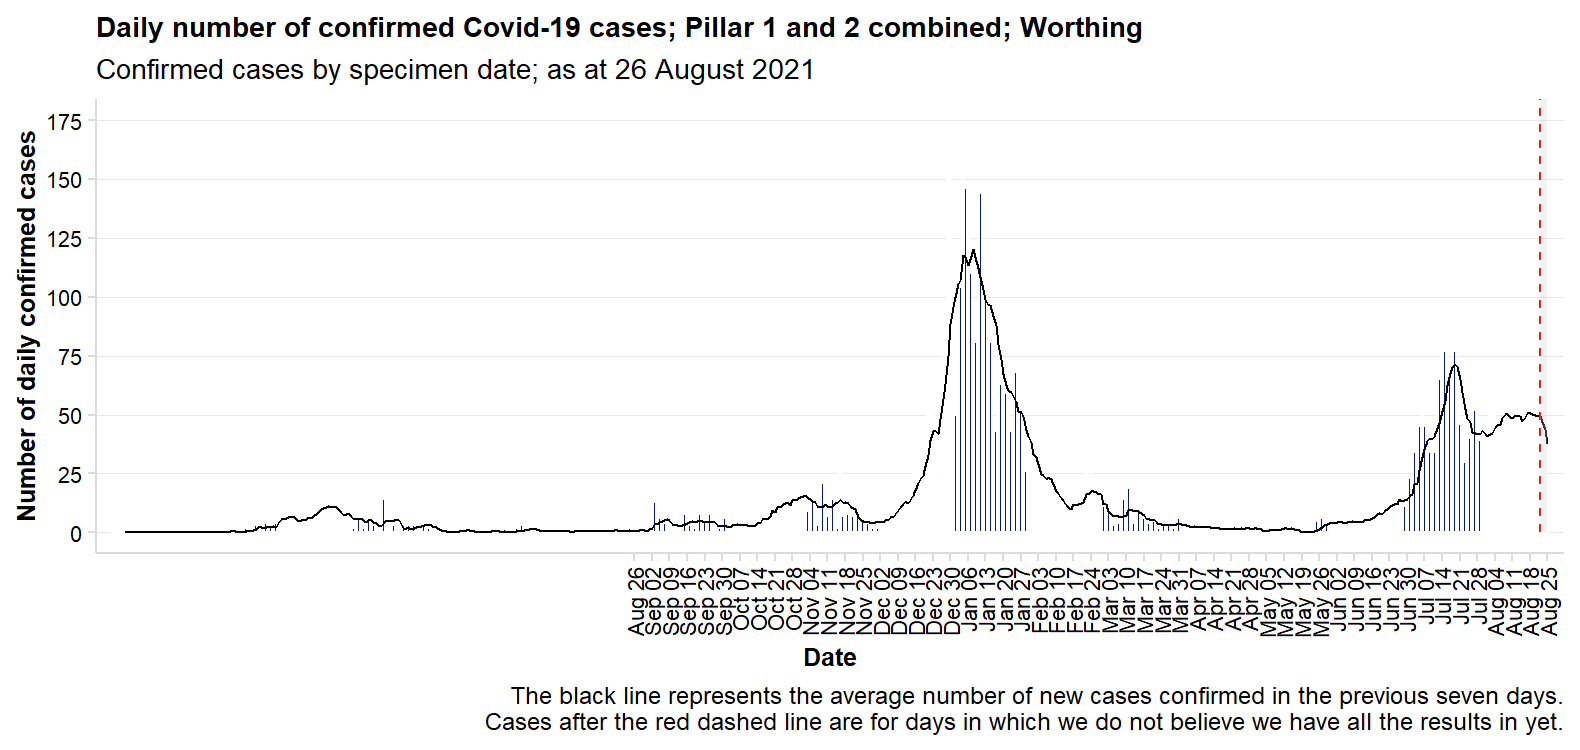 Daily number of confirmed Covid-19 cases; Pillar 1 and 2 combined; Worthing
Confirmed cases by specimen date; as at 26 August 2021
Number of daily confirmed cases
175
150
125
100
75
50
25
0
Aug 26
Sep 02
Sep 09
Sep 16
Sep 23
Sep 30
Oct 07
Oct 14
Oct 21
Oct 28
Nov 04
Nov 11
Nov 18
Nov 25
Dec 02
Dec 09
Dec 16
Dec 23
Dec 30
Jan 06
Jan 13
Jan 20
Jan 27
Feb 03
Feb 10
Feb 17
Feb 24
Mar 03
Mar 10
Mar 17
Mar 24
Mar 31
Apr 07
Apr 14
Apr 21
Apr 28
May 05
May 12
May 19
May 26
Jun 02
Jun 09
Jun 16
Jun 23
Jun 30
Jul 07
Jul 14
Jul 21
Jul 28
Aug 04
Aug 11
Aug 18
Aug 25
Date
The black line represents the average number of new cases confirmed in the previous seven days.
Cases after the red dashed line are for days in which we do not believe we have all the results in yet.